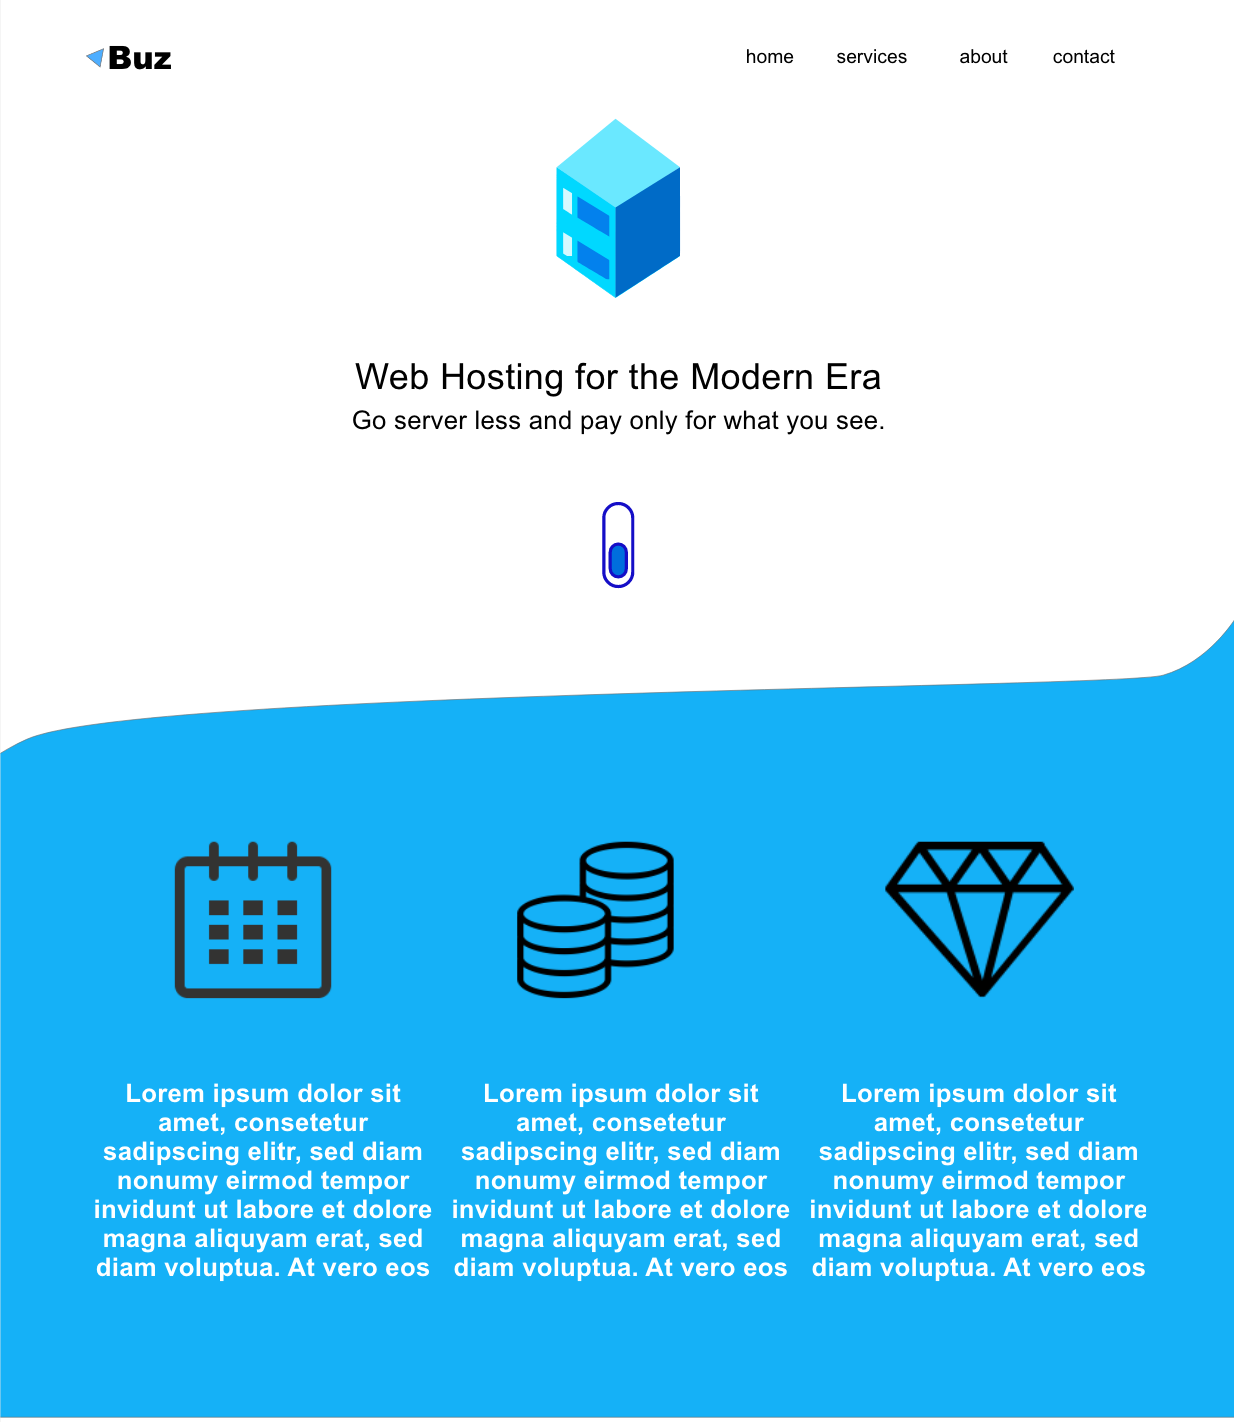 Buz
home services about contact
Web Hosting for the Modern Era
Go server less and pay only for what you see.
Lorem ipsum dolor sit
amet, consetetur
sadipscing elitr, sed diam
nonumy eirmod tempor
invidunt ut labore et dolore
magna aliquyam erat, sed
diam voluptua. At vero eos
Lorem ipsum dolor sit
amet, consetetur
sadipscing elitr, sed diam
nonumy eirmod tempor
invidunt ut labore et dolore
magna aliquyam erat, sed
diam voluptua. At vero eos
Lorem ipsum dolor sit
amet, consetetur
sadipscing elitr, sed diam
nonumy eirmod tempor
invidunt ut labore et dolore
magna aliquyam erat, sed
diam voluptua. At vero eos